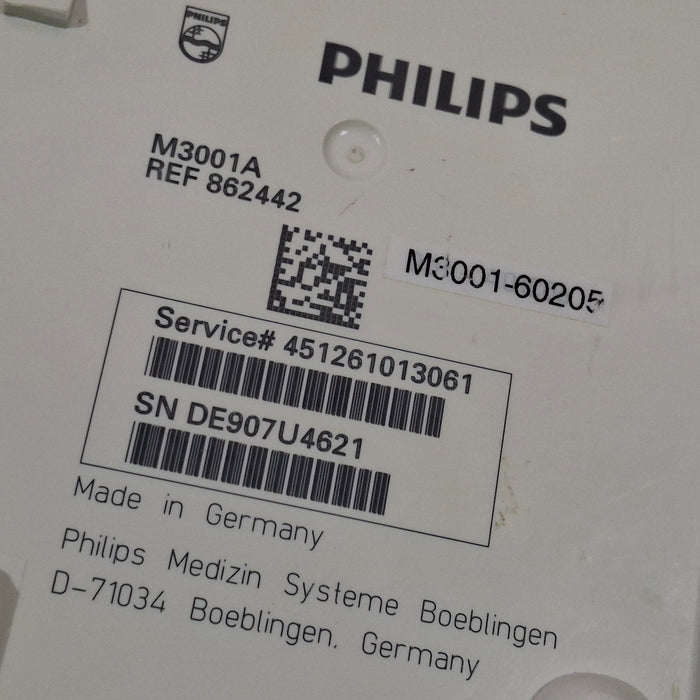 PHILIPS
PHILIPS
M3001A
REF 862442
M3001-60205
Service# 451261013061
SN DE907U4621
Made in Germany
Philips Medizin Systeme Boeblingen
D-71034 Boeblingen, Germany